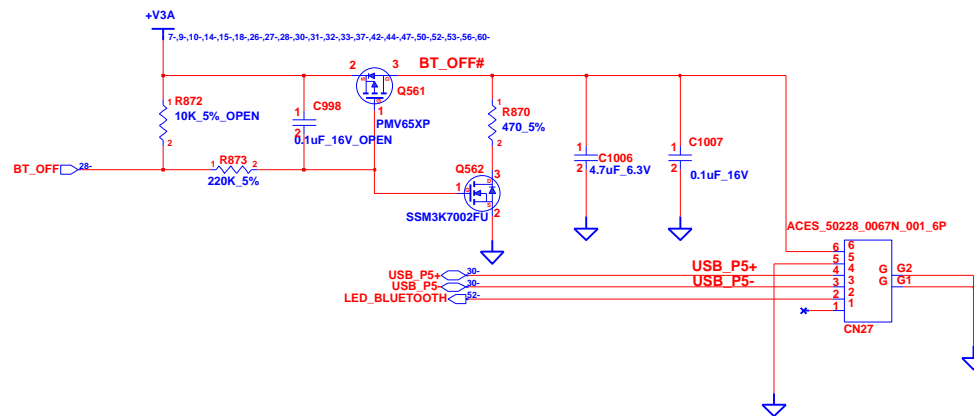 +V3A
7-,9-,10-,14-,15-,18-,26-,27-,28-,30-,31-,32-,33-,37-,42-,44-,47-,50-,52-,53-,56-,60-
2 3 BT_OFF#
S D
G
Q561
1
PMV65XP
1
R872
10K_5%_OPEN
2
C998
1
2
0.1uF_16V_OPEN
1
R870
470_5%
2
BT_OFF 28-
1 R873 2
220K_5%
Q562
3
1 G D
S
2
SSM3K7002FU
1
C1006
2
4.7uF_6.3V
1
C1007
2
0.1uF_16V
ACES_50228_0067N_001_6P
6 6
5 5
4 4
3 3
2 2
1 1
G G2
G G1
CN27
USB_P5+ 30- USB_P5+
USB_P5- 30- USB_P5-
LED_BLUETOOTH 52-